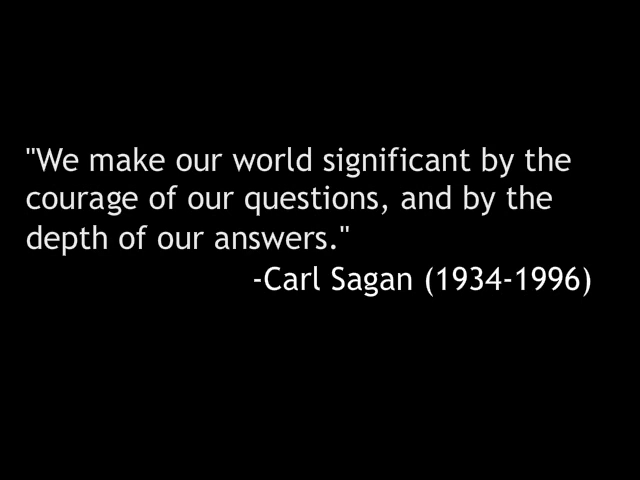 "We make our world significant by the
courage of our questions, and by the
depth of our answers."
-Carl Sagan (1934-1996)